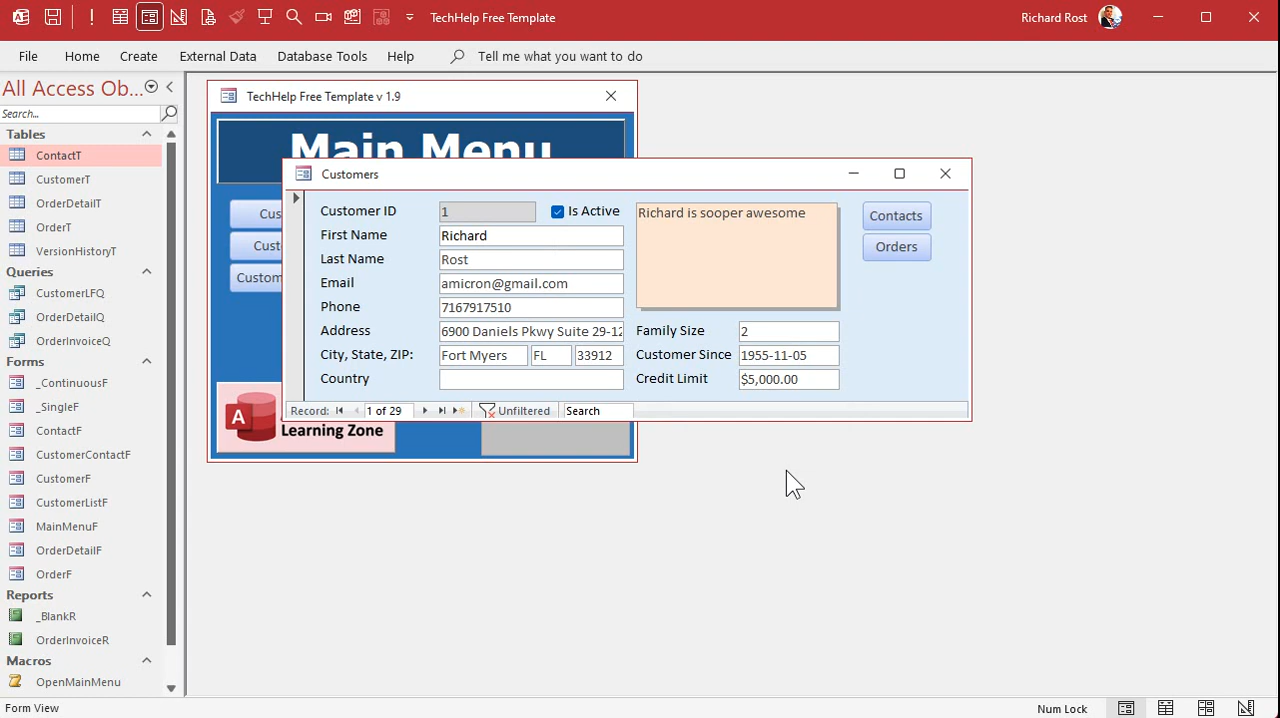 TechHelp Free Template
Richard Rost
File Home Create External Data Database Tools Help Tell me what you want to do
All Access Ob...
Search...
Tables
ContactT
CustomerT
OrderDetailT
OrderT
VersionHistoryT
Queries
CustomerLFQ
OrderDetailQ
OrderInvoiceQ
Forms
_ContinuousF
_SingleF
ContactF
CustomerContactF
CustomerF
CustomerListF
MainMenuF
OrderDetailF
OrderF
Reports
_BlankR
OrderInvoiceR
Macros
OpenMainMenu
TechHelp Free Template v 1.9
Main Menu
Cus
Cust
Custom
A
Learning Zone
Customers
Customer ID 1 Is Active
First Name Richard
Last Name Rost
Email amicron@gmail.com
Phone 7167917510
Address 6900 Daniels Pkwy Suite 29-12
City, State, ZIP: Fort Myers FL 33912
Country
Richard is sooper awesome
Family Size 2
Customer Since 1955-11-05
Credit Limit $5,000.00
Contacts
Orders
Record: 1 of 29 Unfiltered Search
Form View
Num Lock